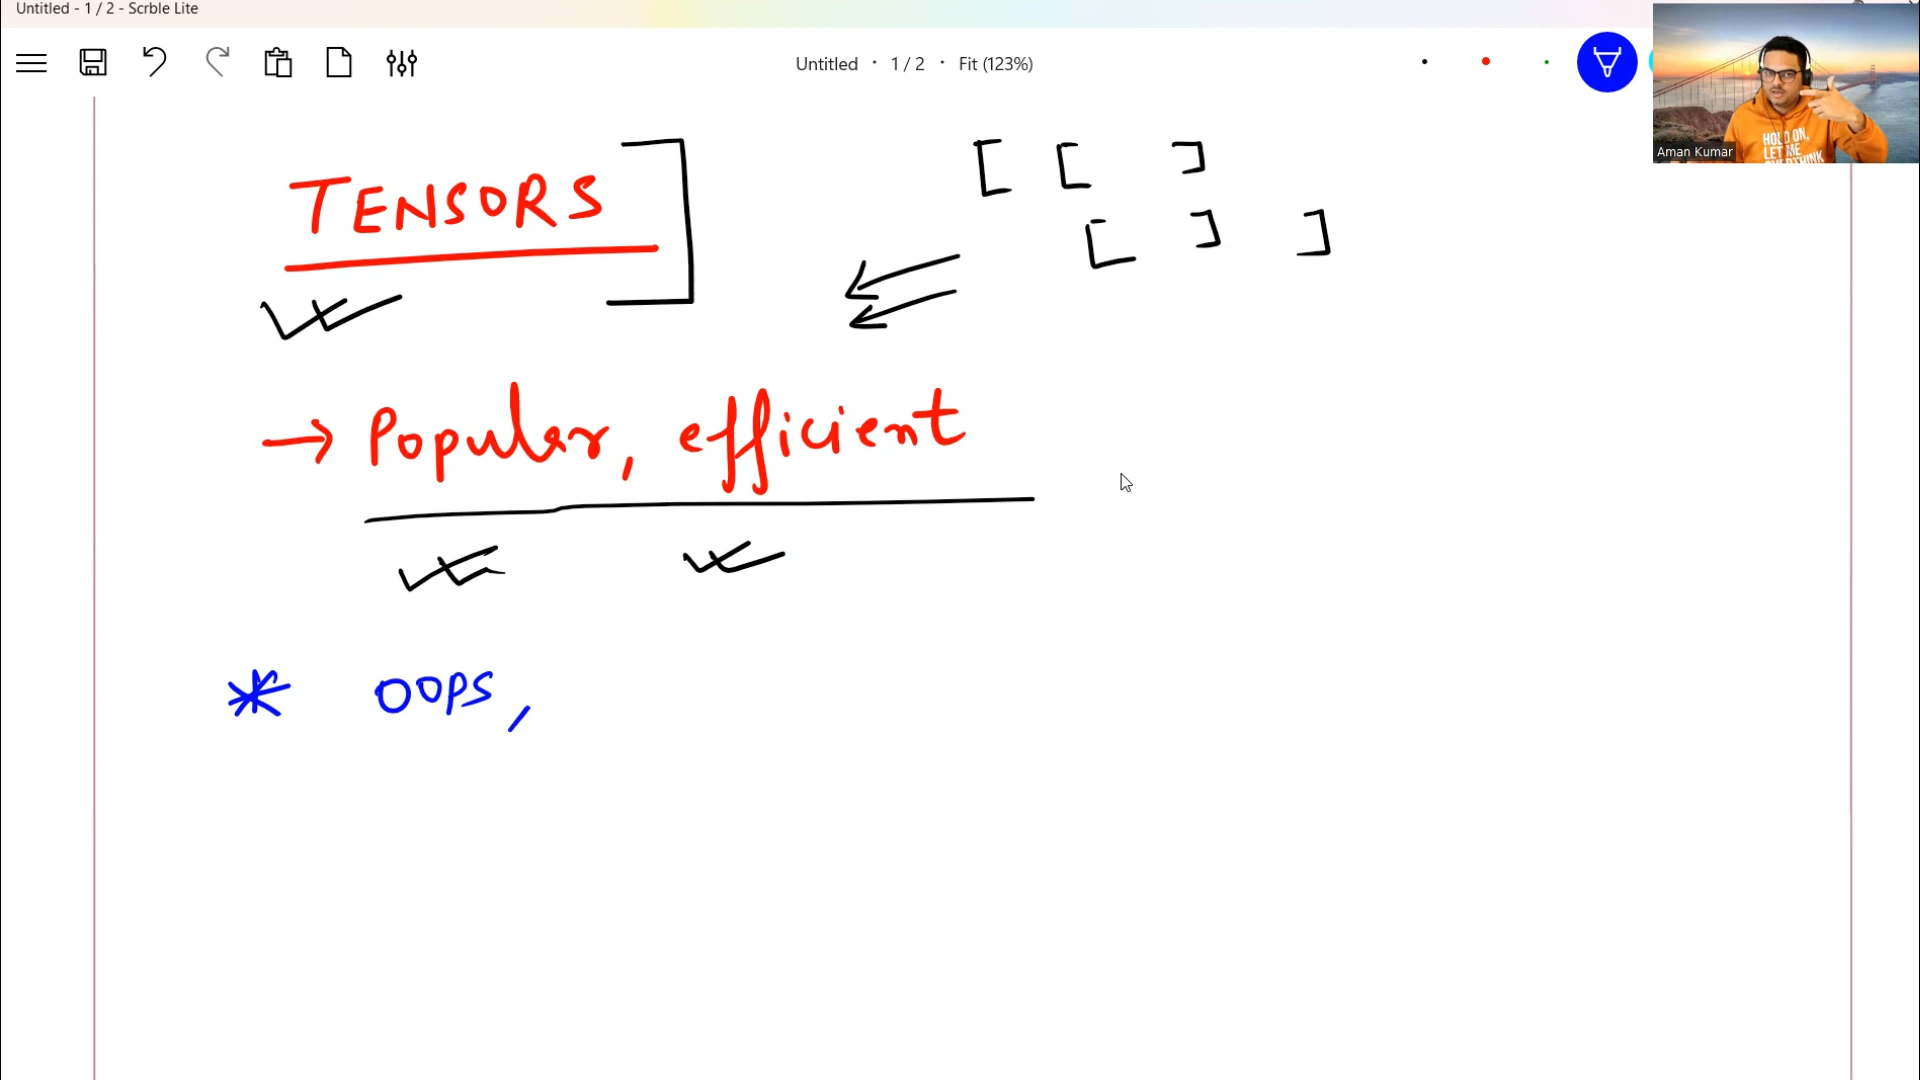 Untitled - 1 / 2 - Scrble Lite
Untitled • 1 / 2 • Fit (123%)
HOLD ON,
LET ME
OVERTHINK
Aman Kumar
TENSORS ]
[ [ ]
[ ] ]
→ Popular, efficient
* OOPS,